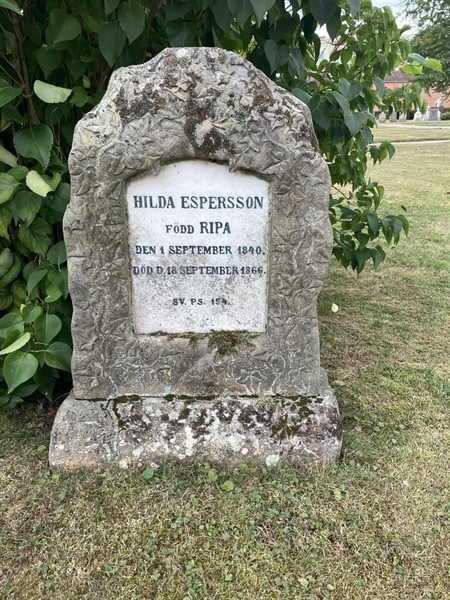 HILDA ESPERSSON
FÖDD RIPA
DEN 1 SEPTEMBER 1840.
DÖD D. 18 SEPTEMBER 1866.
SV. PS. 194.